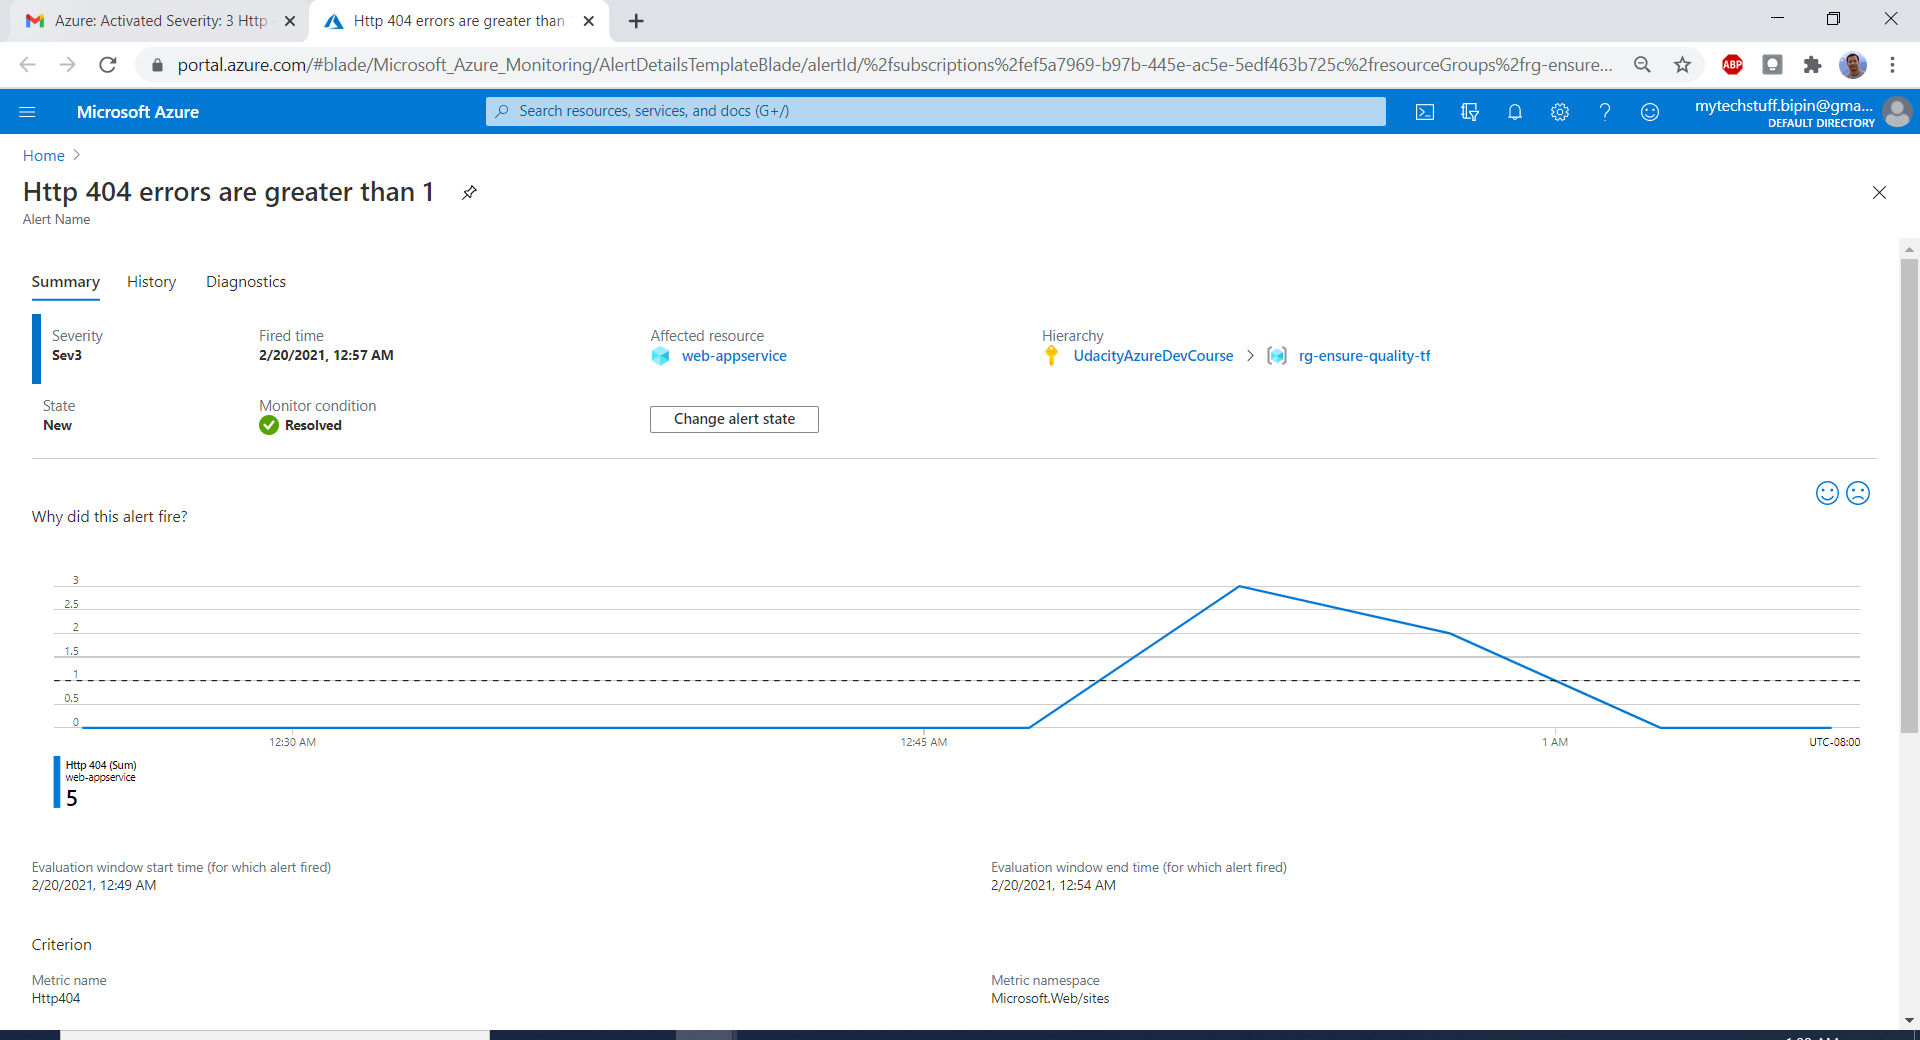 Azure: Activated Severity: 3 Http
Http 404 errors are greater than
portal.azure.com/#blade/Microsoft_Azure_Monitoring/AlertDetailsTemplateBlade/alertId/%2fsubscriptions%2fef5a7969-b97b-445e-ac5e-5edf463b725c%2fresourceGroups%2frg-ensure...
ABP
Microsoft Azure
Search resources, services, and docs (G+/)
mytechstuff.bipin@gma...
DEFAULT DIRECTORY
Home
Http 404 errors are greater than 1
Alert Name
Summary History Diagnostics
Severity Fired time Affected resource Hierarchy
Sev3 2/20/2021, 12:57 AM web-appservice UdacityAzureDevCourse > rg-ensure-quality-tf
State Monitor condition
New Resolved Change alert state
Why did this alert fire?
3
2.5
2
1.5
1
0.5
0
12:30 AM 12:45 AM 1 AM UTC-08:00
Http 404 (Sum)
web-appservice
5
Evaluation window start time (for which alert fired) Evaluation window end time (for which alert fired)
2/20/2021, 12:49 AM 2/20/2021, 12:54 AM
Criterion
Metric name Metric namespace
Http404 Microsoft.Web/sites